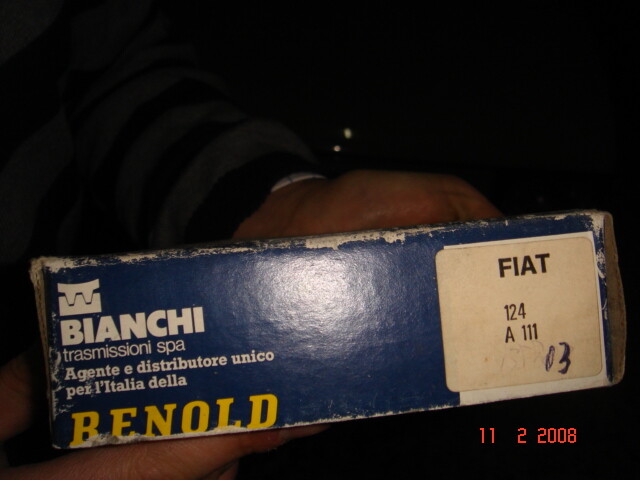 BIANCHI
trasmissioni spa
Agente e distributore unico
per l'Italia della
RENOLD
FIAT
124
A 111
03
11 2 2008